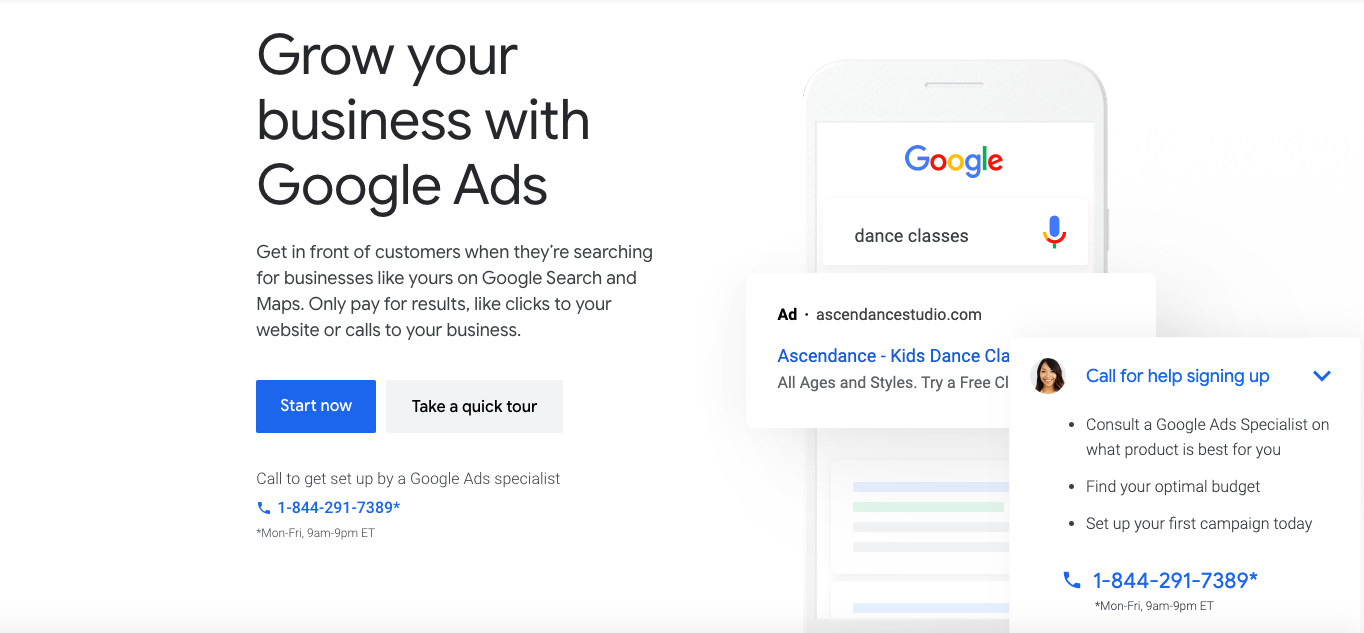 Grow your
business with
Google Ads
Get in front of customers when they’re searching
for businesses like yours on Google Search and
Maps. Only pay for results, like clicks to your
website or calls to your business.
Start now
Take a quick tour
Call to get set up by a Google Ads specialist
1-844-291-7389*
*Mon-Fri, 9am-9pm ET
Google
dance classes
Ad · ascendancestudio.com
Ascendance - Kids Dance Cla
All Ages and Styles. Try a Free Cl
Call for help signing up
• Consult a Google Ads Specialist on
what product is best for you
• Find your optimal budget
• Set up your first campaign today
1-844-291-7389*
*Mon-Fri, 9am-9pm ET